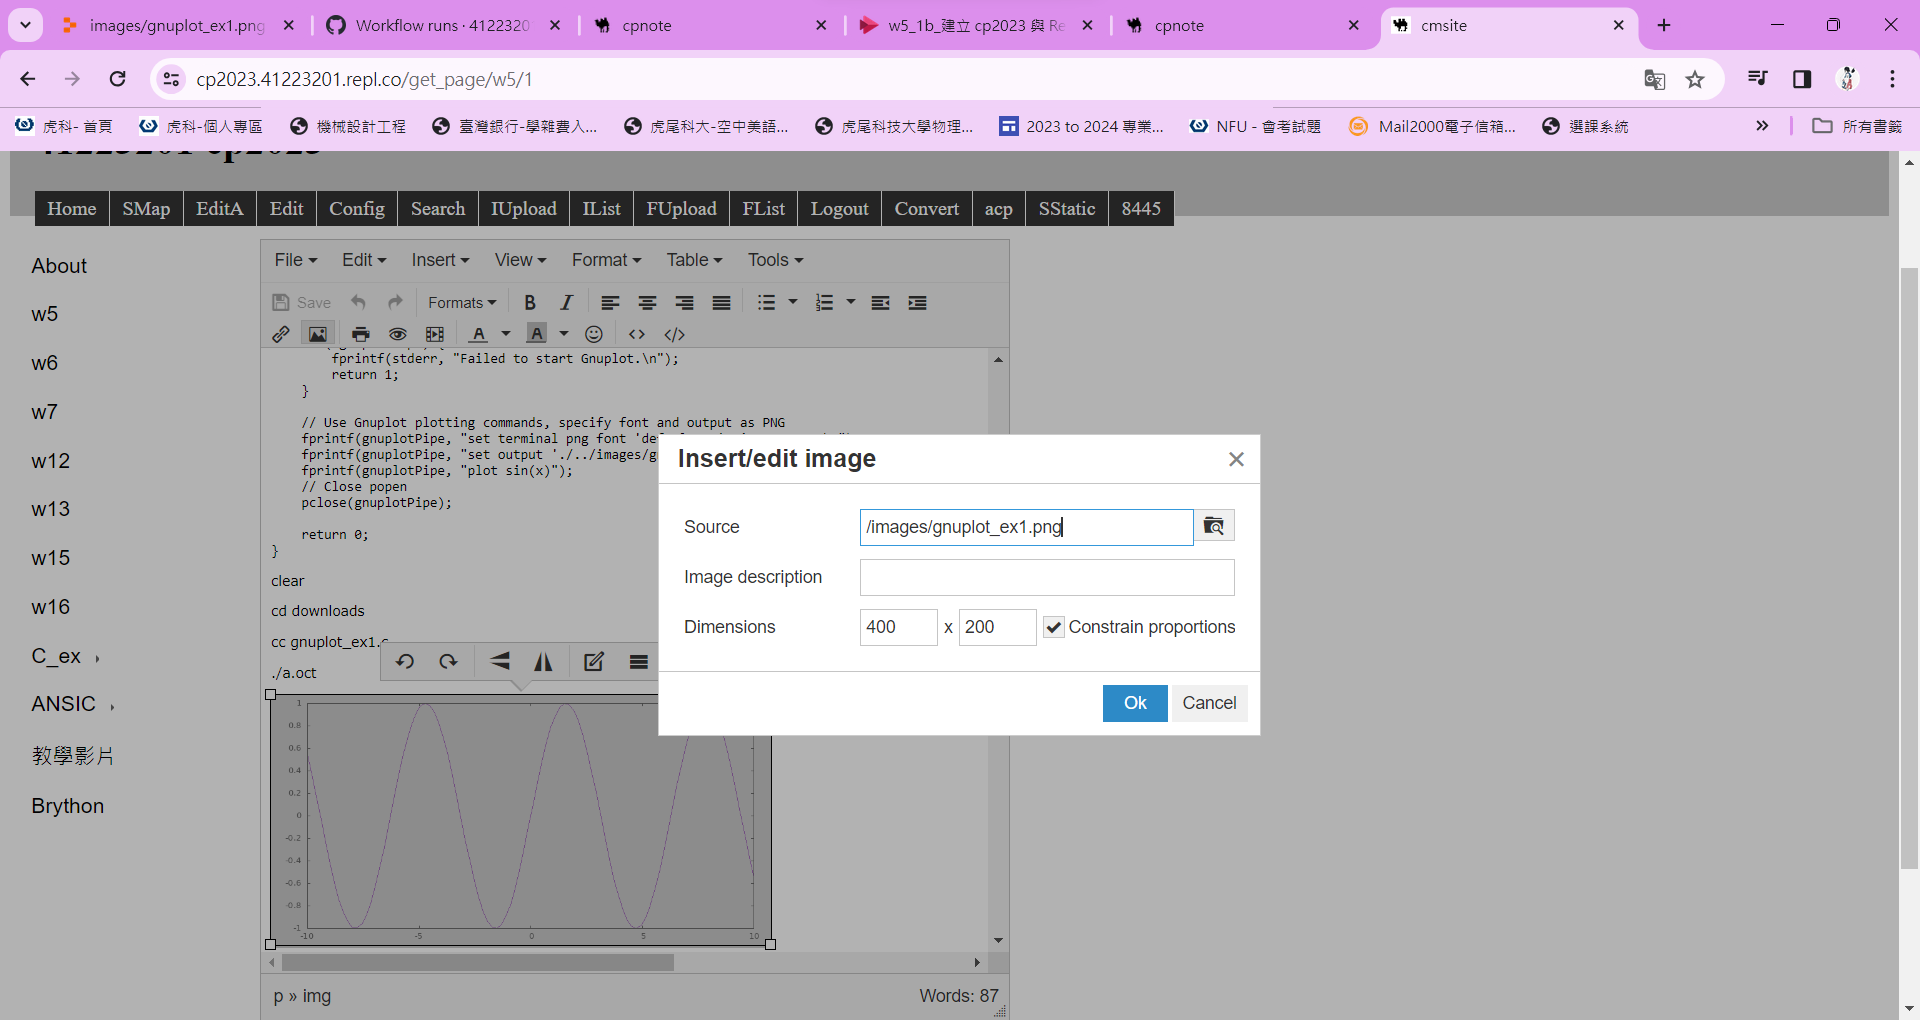 images/gnuplot_ex1.png
Workflow runs · 4122320
cpnote
w5_1b_建立 cp2023 與 Re
cpnote
cmsite
cp2023.41223201.repl.co/get_page/w5/1
虎科- 首頁
虎科-個人專區
機械設計工程
臺灣銀行-學雜費入...
虎尾科大-空中美語...
虎尾科技大學物理...
2023 to 2024 專業...
NFU - 會考試題
Mail2000電子信箱...
選課系統
所有書籤
41223201 cp2023
Home SMap EditA Edit Config Search IUpload IList FUpload FList Logout Convert acp SStatic 8445
About
w5
w6
w7
w12
w13
w15
w16
C_ex
ANSIC
教學影片
Brython
File Edit Insert View Format Table Tools
Save Formats
fprintf(stderr, "Failed to start Gnuplot.\n");
return 1;
}
// Use Gnuplot plotting commands, specify font and output as PNG
fprintf(gnuplotPipe, "set terminal png font
fprintf(gnuplotPipe, "set output './../images/g
fprintf(gnuplotPipe, "plot sin(x)");
// Close popen
pclose(gnuplotPipe);
return 0;
}
clear
cd downloads
cc gnuplot_ex1.c
./a.oct
1
0.8
0.6
0.4
0.2
0
-0.2
-0.4
-0.6
-0.8
-1
-10 -5 0 5 10
p » img
Words: 87
Insert/edit image
Source
/images/gnuplot_ex1.png
Image description
Dimensions
400 x 200
Constrain proportions
Ok
Cancel